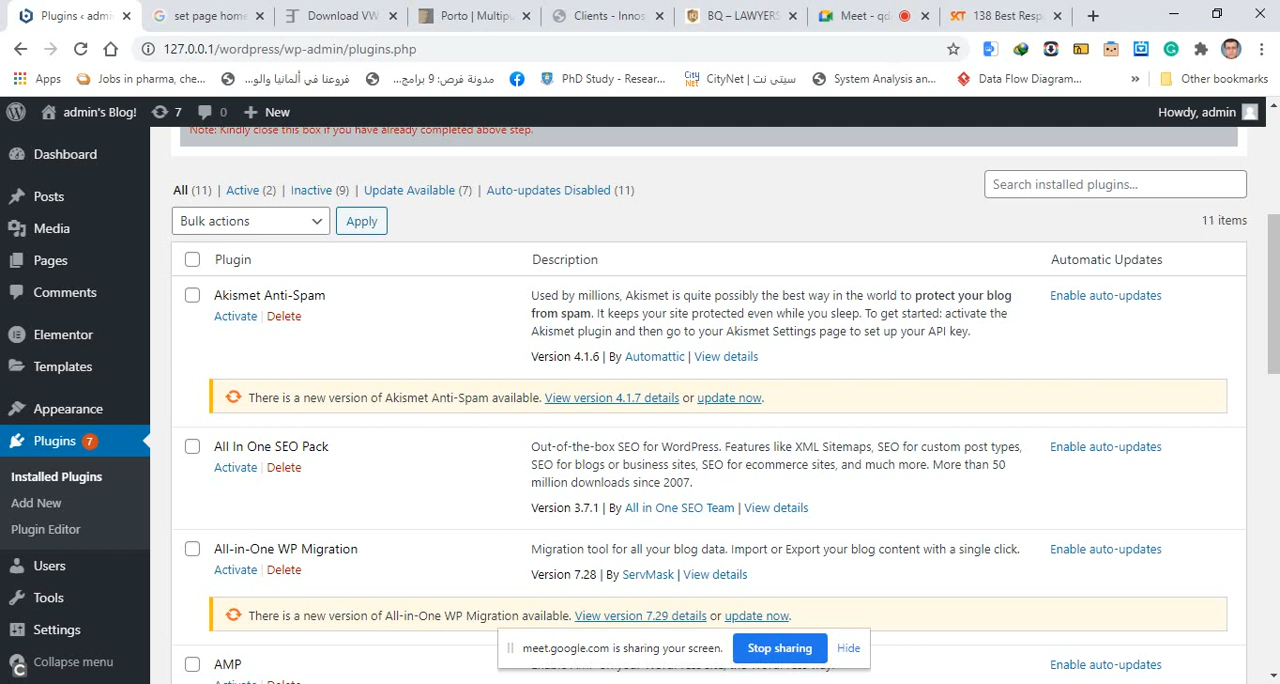 Plugins ‹ admin
set page home
Download VW
Porto | Multipu
Clients - Innos
BQ – LAWYERS
Meet - qd
138 Best Resp
127.0.0.1/wordpress/wp-admin/plugins.php
Apps
Jobs in pharma, che...
فروعنا في ألمانيا والو...
مدونة فرص: 9 برامج...
PhD Study - Resear...
سيتي نت | CityNet
System Analysis an...
Data Flow Diagram...
»
Other bookmarks
admin's Blog!
7
0
New
Howdy, admin
Dashboard
Posts
Media
Pages
Comments
Elementor
Templates
Appearance
Plugins 7
Installed Plugins
Add New
Plugin Editor
Users
Tools
Settings
Collapse menu
Note: Kindly close this box if you have already completed above step.
All (11) | Active (2) | Inactive (9) | Update Available (7) | Auto-updates Disabled (11)
Search installed plugins...
Bulk actions
Apply
11 items
Plugin
Description
Automatic Updates
Akismet Anti-Spam
Activate | Delete
Used by millions, Akismet is quite possibly the best way in the world to protect your blog
from spam. It keeps your site protected even while you sleep. To get started: activate the
Akismet plugin and then go to your Akismet Settings page to set up your API key.
Version 4.1.6 | By Automattic | View details
Enable auto-updates
There is a new version of Akismet Anti-Spam available. View version 4.1.7 details or update now.
All In One SEO Pack
Activate | Delete
Out-of-the-box SEO for WordPress. Features like XML Sitemaps, SEO for custom post types,
SEO for blogs or business sites, SEO for ecommerce sites, and much more. More than 50
million downloads since 2007.
Version 3.7.1 | By All in One SEO Team | View details
Enable auto-updates
All-in-One WP Migration
Activate | Delete
Migration tool for all your blog data. Import or Export your blog content with a single click.
Version 7.28 | By ServMask | View details
Enable auto-updates
There is a new version of All-in-One WP Migration available. View version 7.29 details or update now.
AMP
Enable auto-updates
meet.google.com is sharing your screen.
Stop sharing
Hide